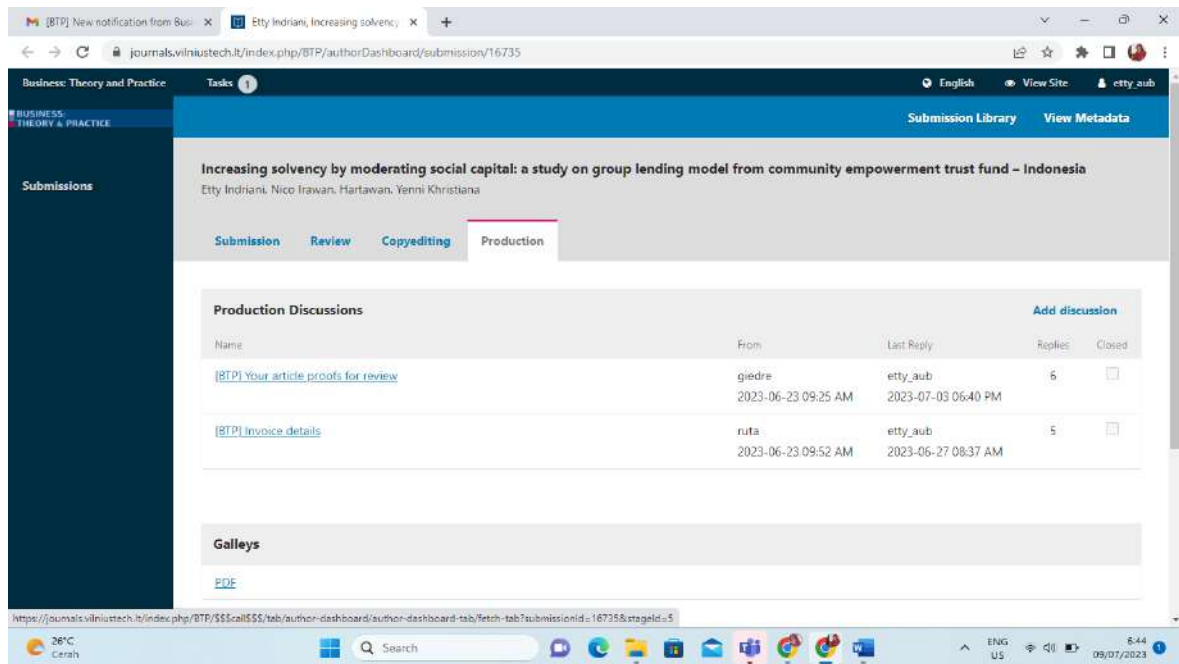 [BTP] New notification from Busi
Etty Indriani, Increasing solvency
journals.vilniustech.lt/index.php/BTP/authorDashboard/submission/16735
Business: Theory and Practice Tasks 1 English View Site etty_aub
BUSINESS:
THEORY & PRACTICE
Submission Library View Metadata
Submissions
Increasing solvency by moderating social capital: a study on group lending model from community empowerment trust fund – Indonesia
Etty Indriani, Nico Irawan, Hartawan, Yenni Khristiana
Submission Review Copyediting Production
Production Discussions Add discussion
Name From Last Reply Replies Closed
[BTP] Your article proofs for review giedre etty_aub 6
2023-06-23 09:25 AM 2023-07-03 06:40 PM
[BTP] Invoice details ruta etty_aub 5
2023-06-23 09:52 AM 2023-06-27 08:37 AM
Galleys
PDF
https://journals.vilniustech.lt/index.php/BTP/$$$call$$$/tab/author-dashboard/author-dashboard-tab/fetch-tab?submissionId=16735&stageId=5
26°C
Cerah
Search
ENG
US
6:44
09/07/2023
1